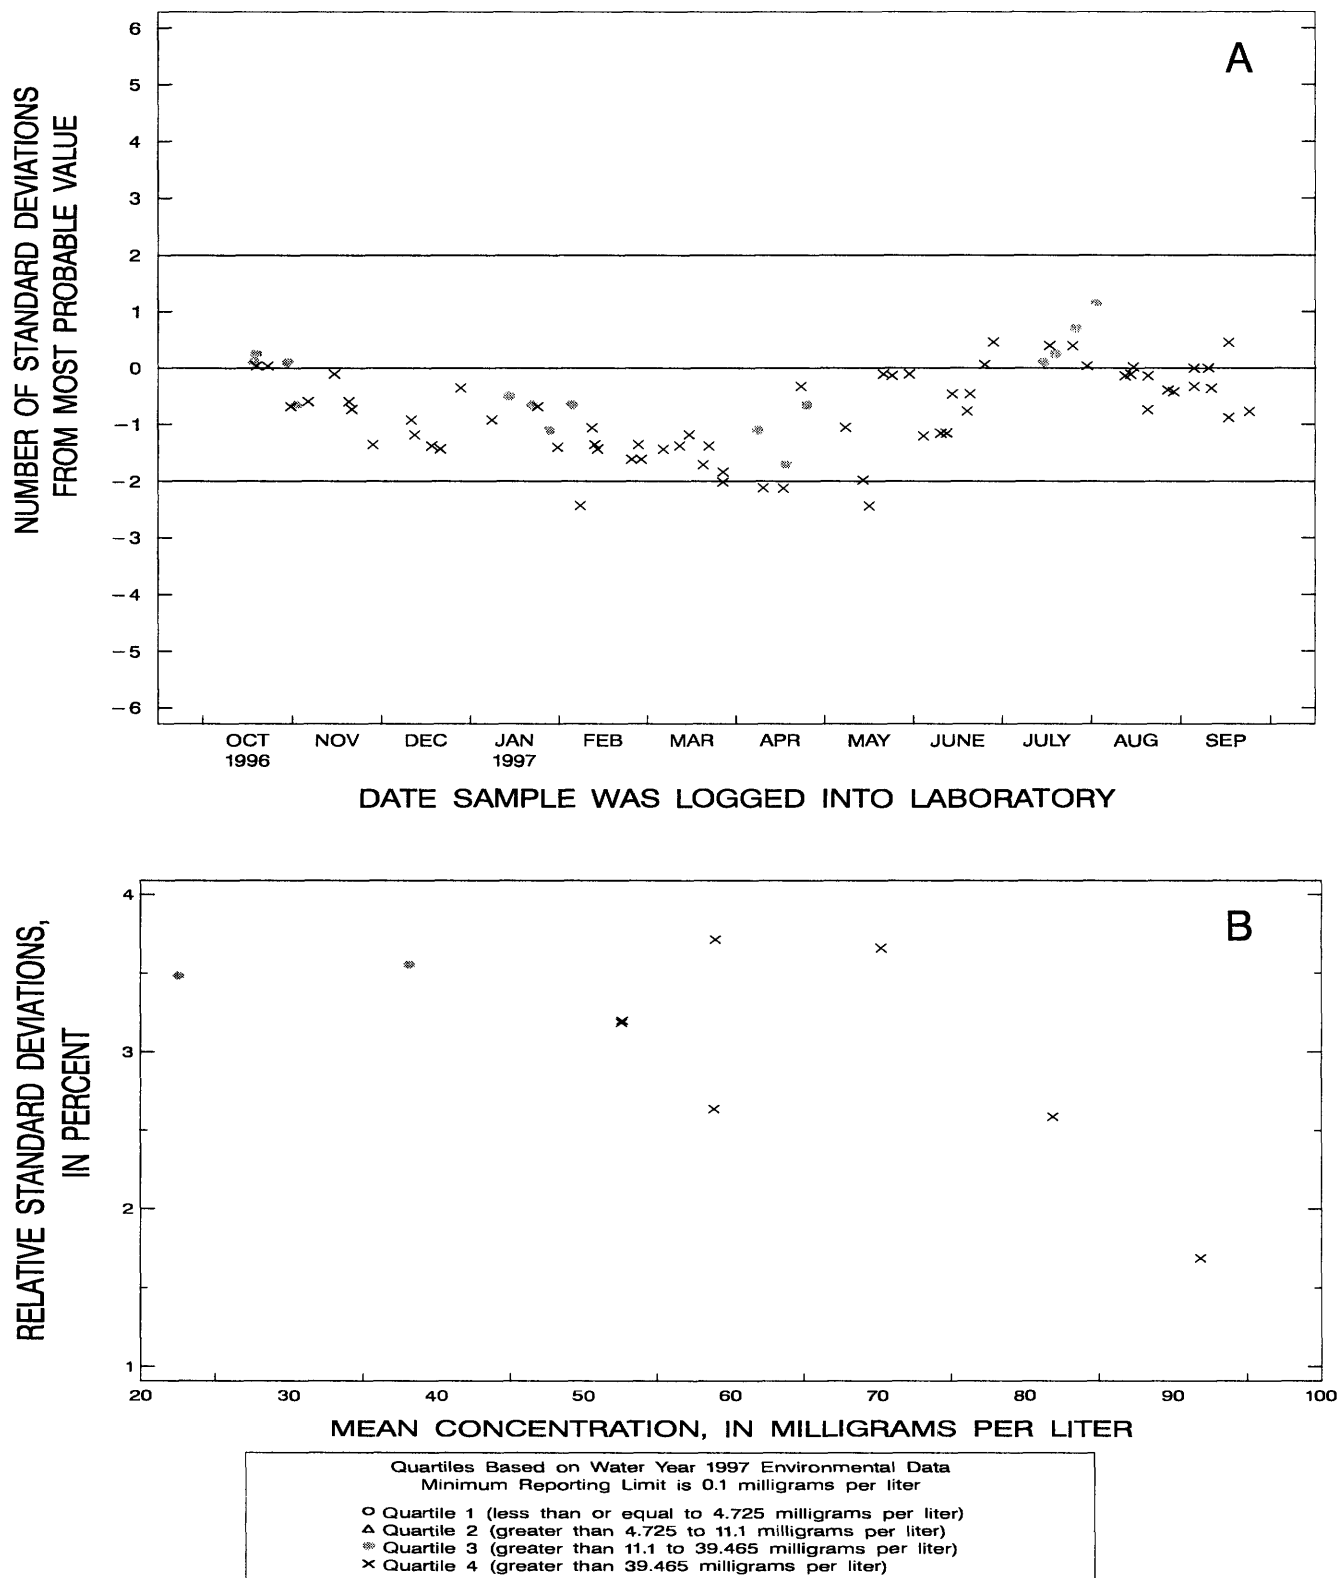 NUMBER OF STANDARD DEVIATIONS
FROM MOST PROBABLE VALUE
A
6
5
4
3
2
1
0
−1
−2
−3
−4
−5
−6
OCT NOV DEC JAN FEB MAR APR MAY JUNE JULY AUG SEP
1996 1997
DATE SAMPLE WAS LOGGED INTO LABORATORY
RELATIVE STANDARD DEVIATIONS,
IN PERCENT
B
4
3
2
1
20 30 40 50 60 70 80 90 100
MEAN CONCENTRATION, IN MILLIGRAMS PER LITER
Quartiles Based on Water Year 1997 Environmental Data
Minimum Reporting Limit is 0.1 milligrams per liter
Quartile 1 (less than or equal to 4.725 milligrams per liter)
Quartile 2 (greater than 4.725 to 11.1 milligrams per liter)
Quartile 3 (greater than 11.1 to 39.465 milligrams per liter)
Quartile 4 (greater than 39.465 milligrams per liter)